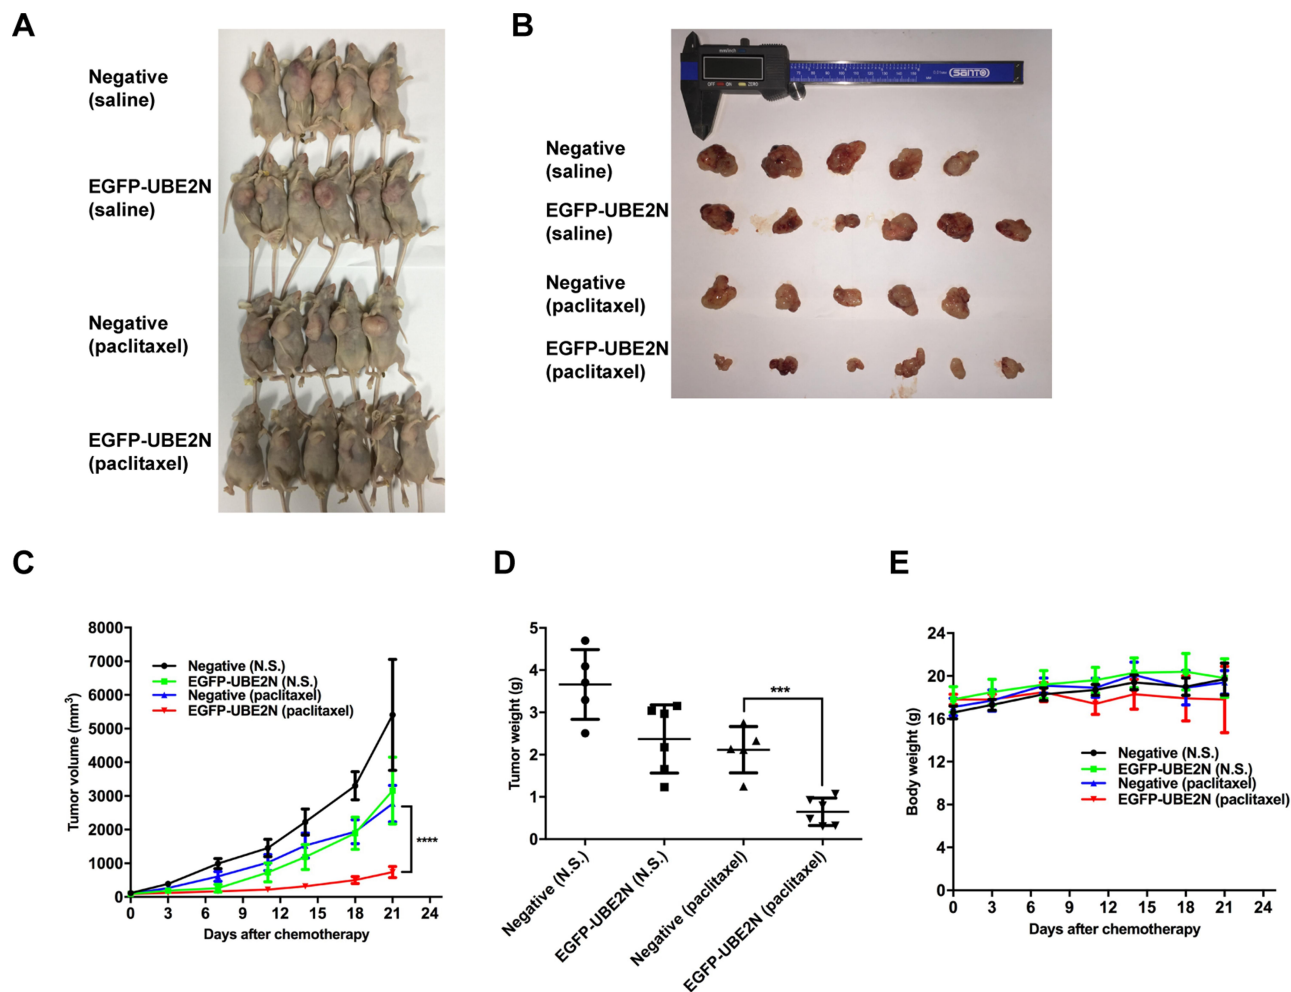 A
Negative
(saline)
EGFP-UBE2N
(saline)
Negative
(paclitaxel)
EGFP-UBE2N
(paclitaxel)
B
SANTO
OFF
ON
ZERO
Negative
(saline)
EGFP-UBE2N
(saline)
Negative
(paclitaxel)
EGFP-UBE2N
(paclitaxel)
C
Tumor volume (mm3)
8000
7000
6000
5000
4000
3000
2000
1000
0
Negative (N.S.)
EGFP-UBE2N (N.S.)
Negative (paclitaxel)
EGFP-UBE2N (paclitaxel)
****
0 3 6 9 12 15 18 21 24
Days after chemotherapy
D
Tumor weight (g)
5
4
3
2
1
0
***
Negative (N.S.)
EGFP-UBE2N (N.S.)
Negative (paclitaxel)
EGFP-UBE2N (paclitaxel)
E
Body weight (g)
24
20
16
12
8
4
0
Negative (N.S.)
EGFP-UBE2N (N.S.)
Negative (paclitaxel)
EGFP-UBE2N (paclitaxel)
0 3 6 9 12 15 18 21 24
Days after chemotherapy